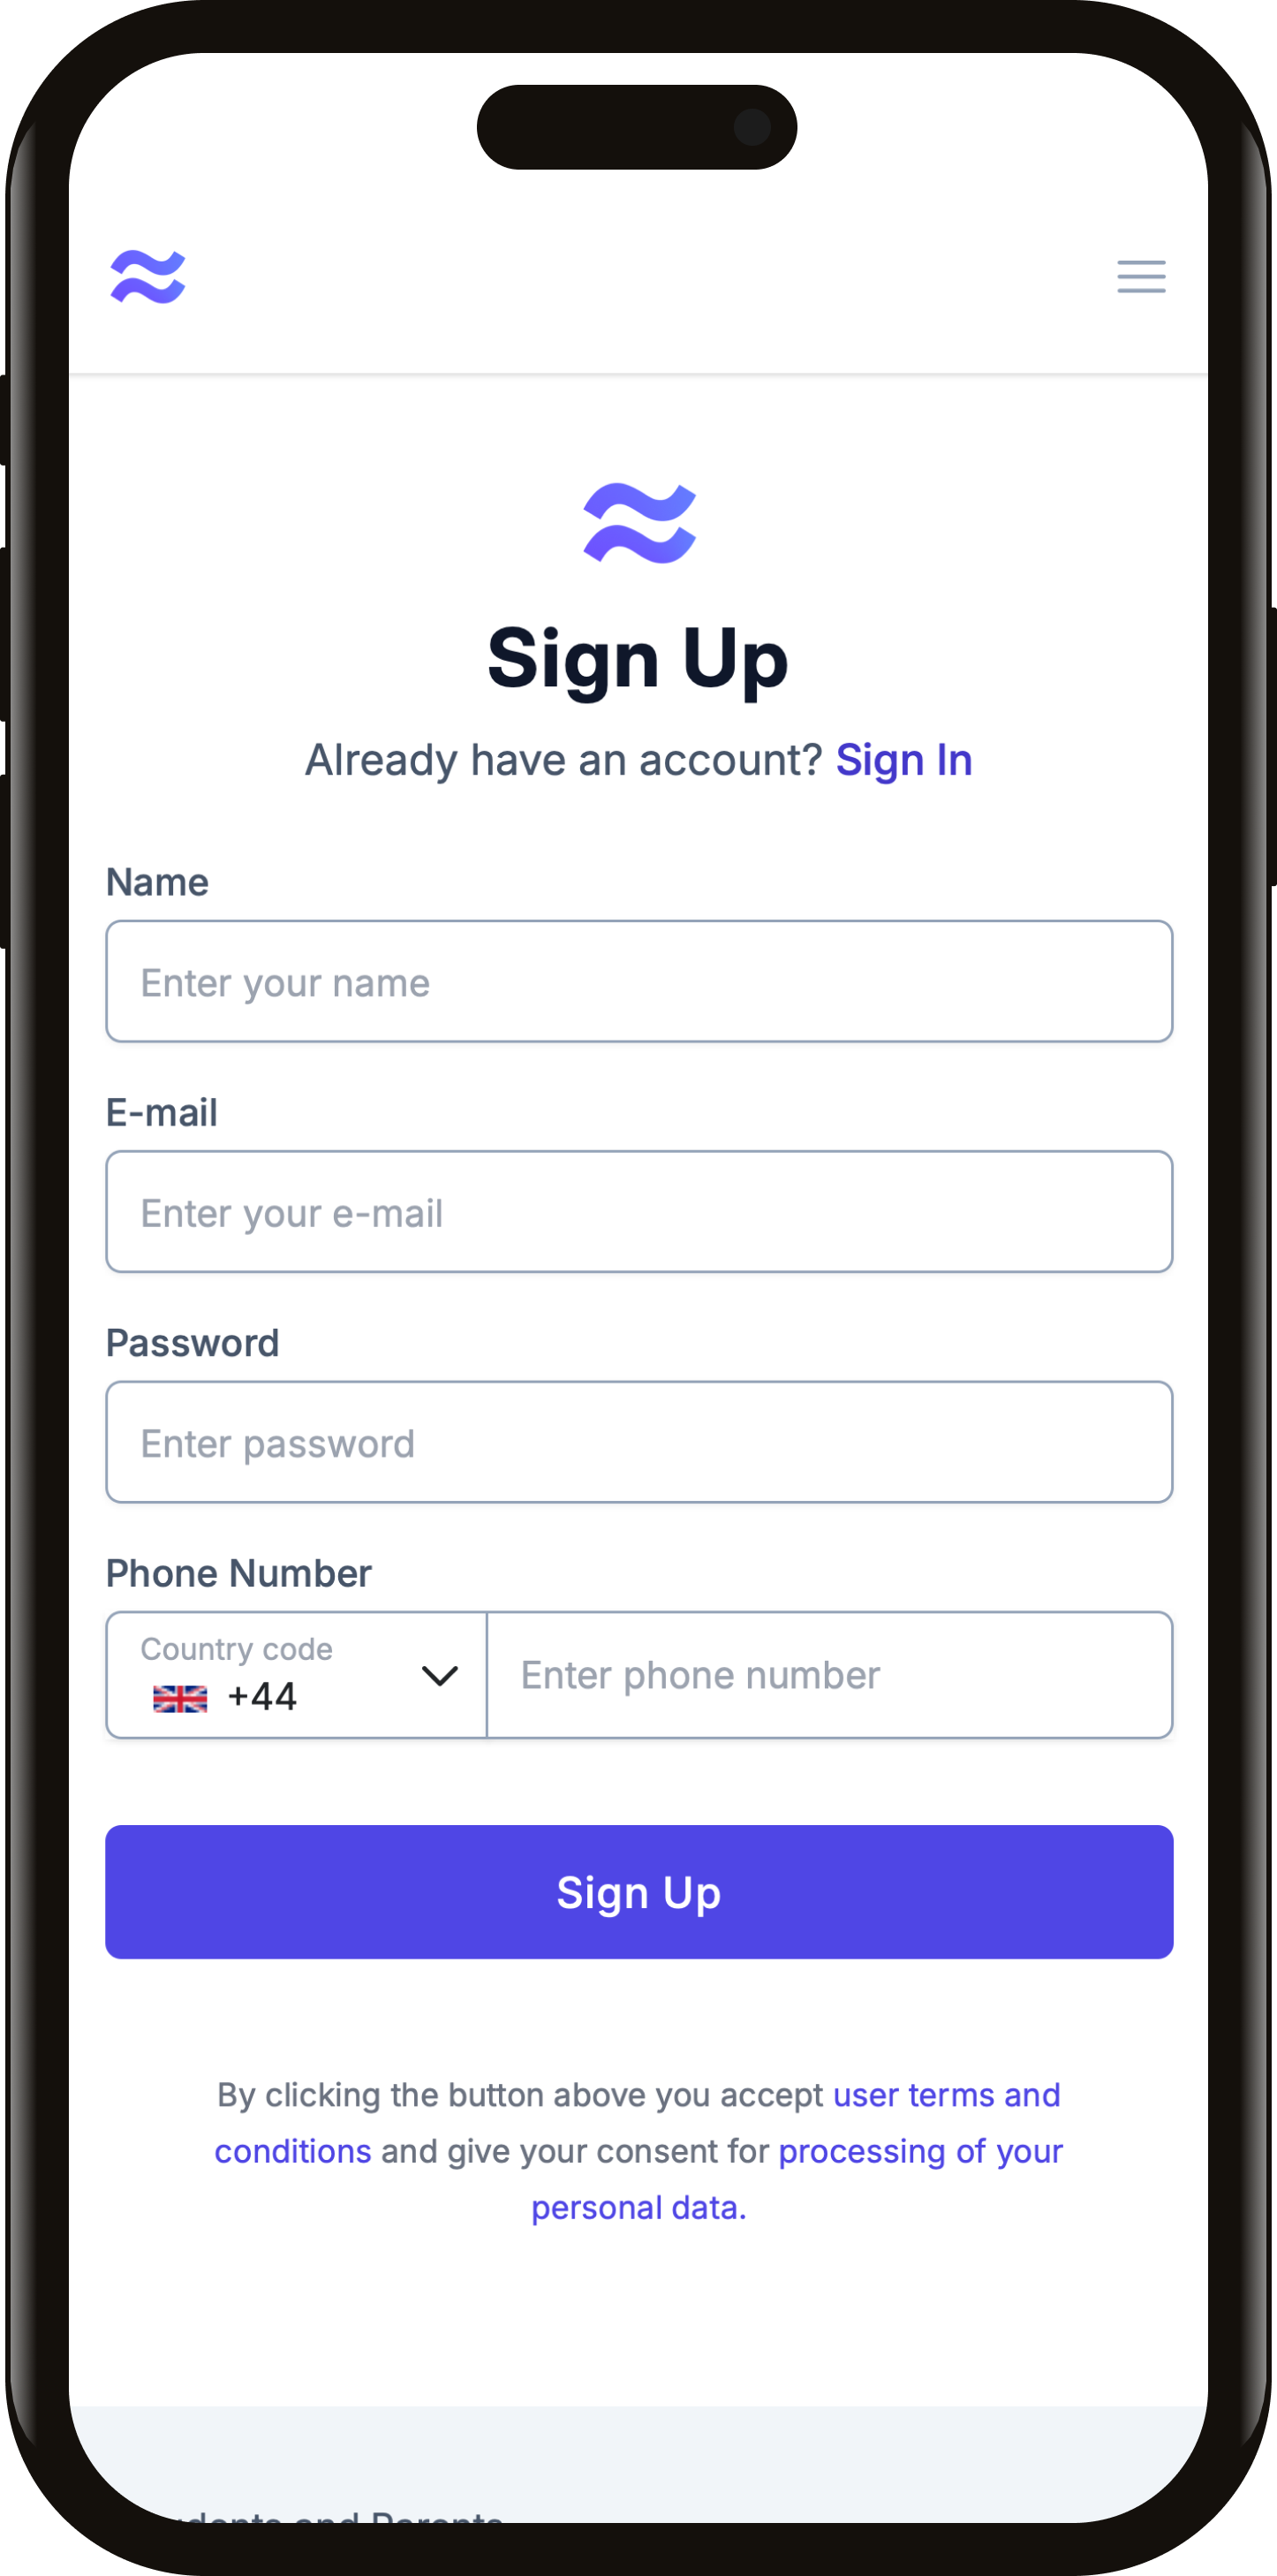 Sign Up
Already have an account? Sign In
Name
Enter your name
E-mail
Enter your e-mail
Password
Enter password
Phone Number
Country code
+44
Enter phone number
Sign Up
By clicking the button above you accept user terms and
conditions and give your consent for processing of your
personal data.
and Parents